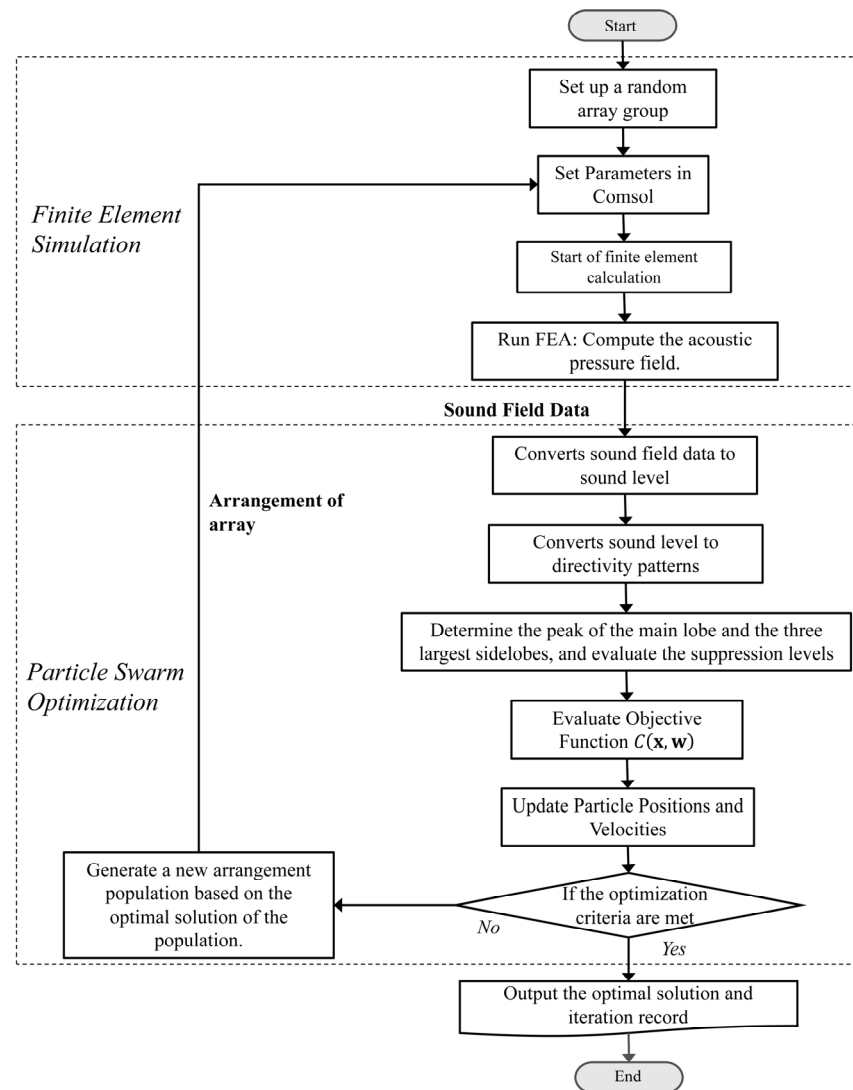 Start
Set up a random
array group
Set Parameters in
Comsol
Finite Element
Simulation
Start of finite element
calculation
Run FEA: Compute the acoustic
pressure field.
Sound Field Data
Converts sound field data to
sound level
Arrangement of
array
Converts sound level to
directivity patterns
Determine the peak of the main lobe and the three
largest sidelobes, and evaluate the suppression levels
Particle Swarm
Optimization
Evaluate Objective
Function C(x, w)
Update Particle Positions and
Velocities
Generate a new arrangement
population based on the
optimal solution of the
population.
If the optimization
criteria are met
No
Yes
Output the optimal solution and
iteration record
End